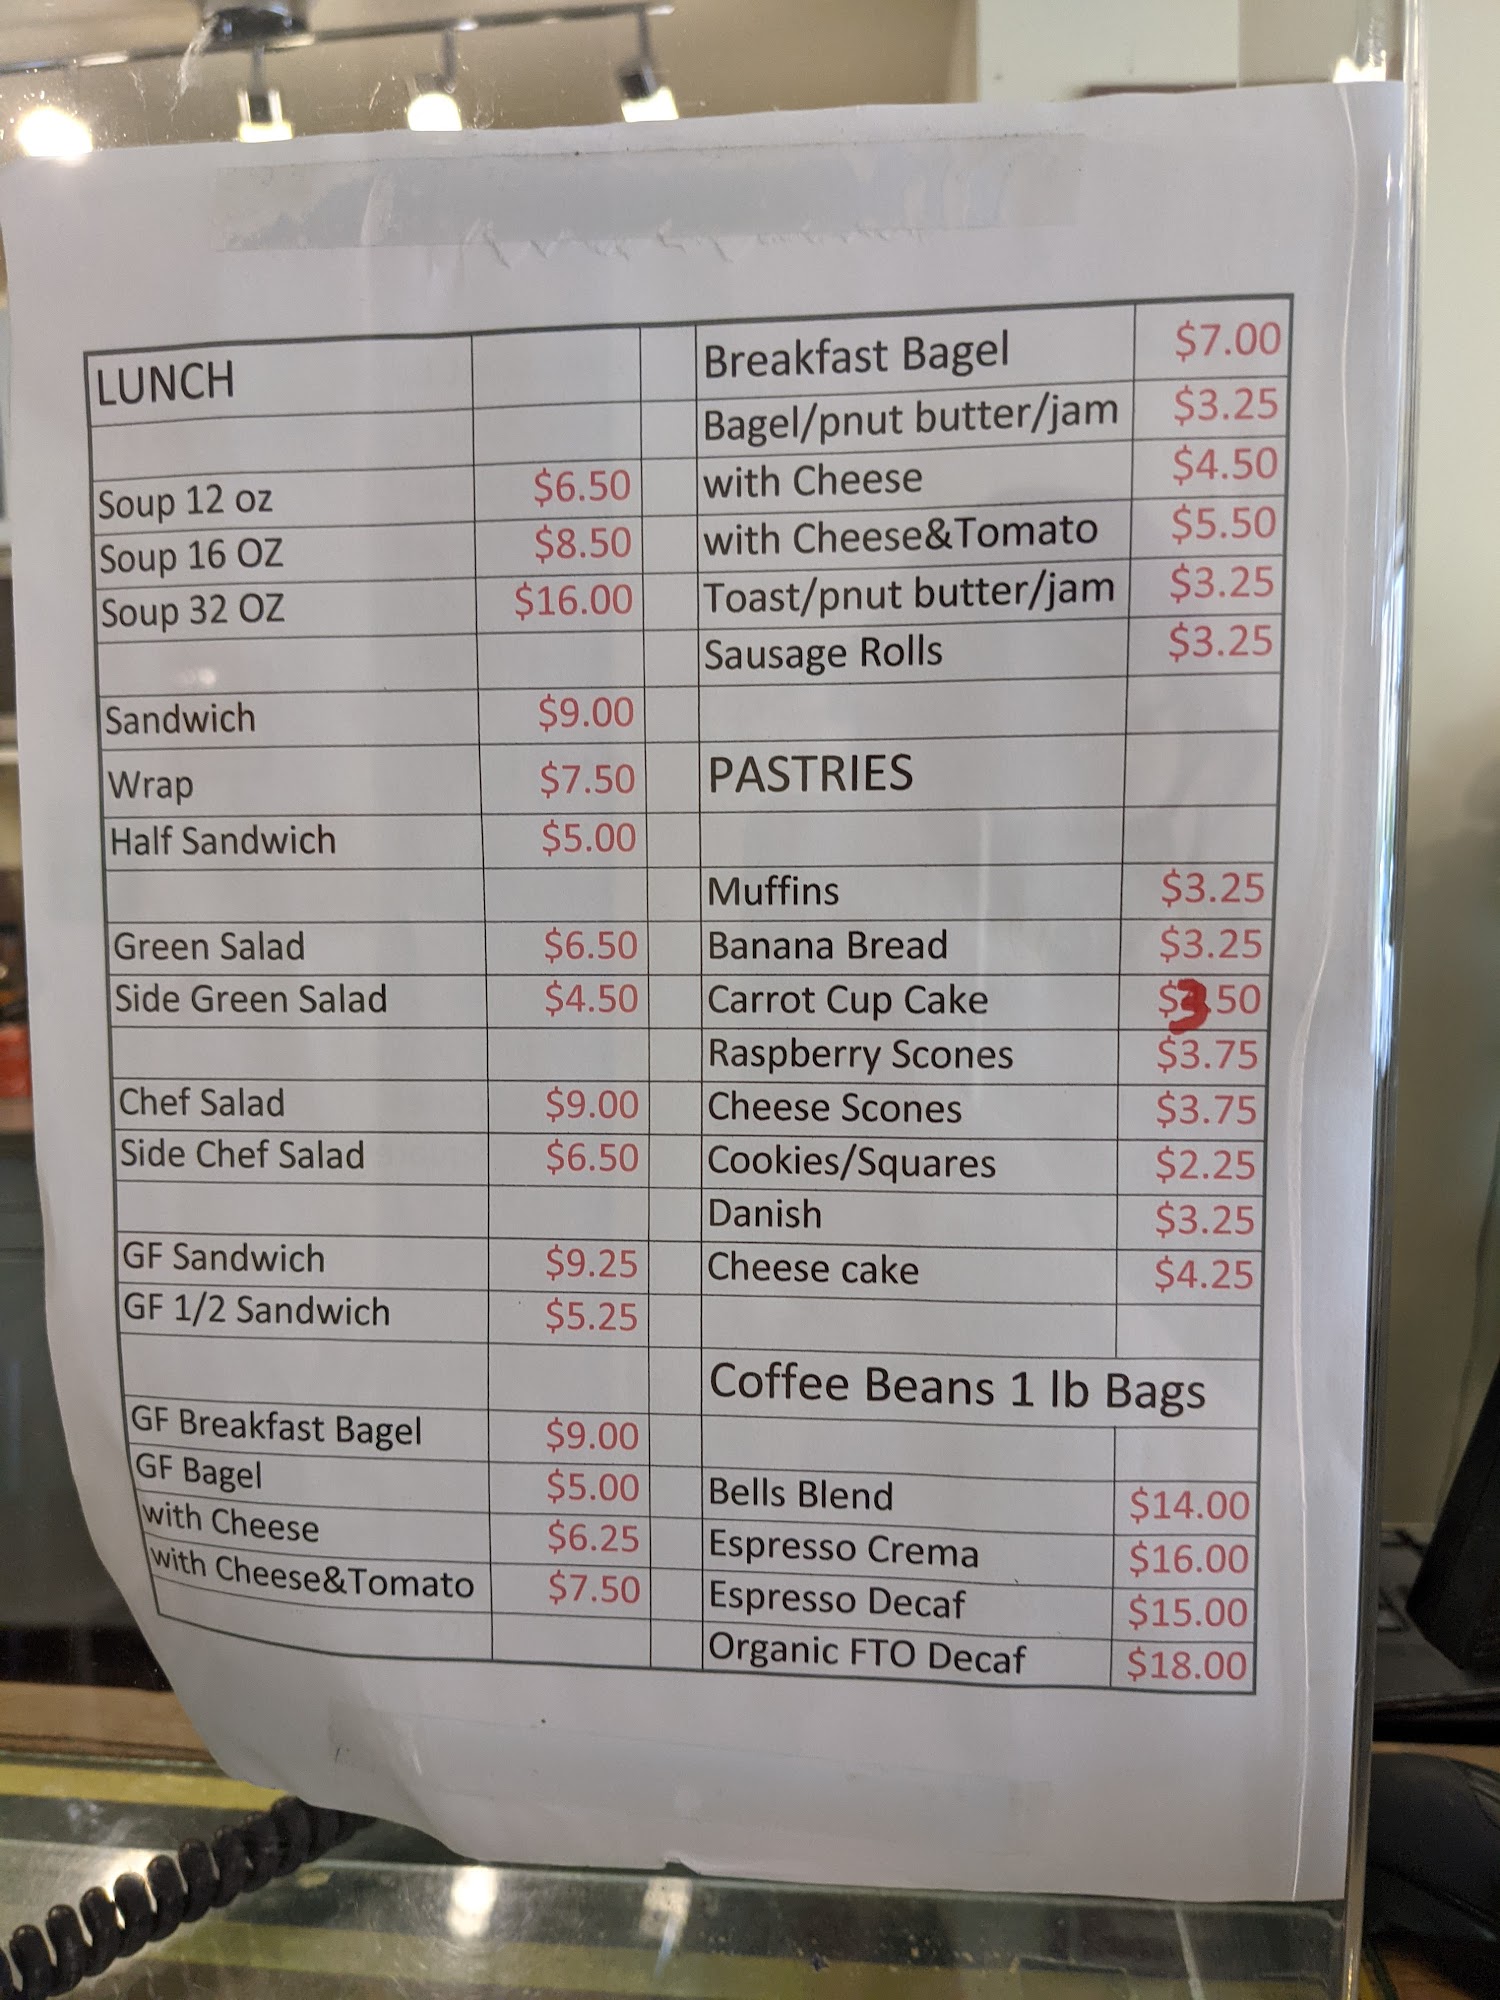 LUNCH
Soup 12 oz $6.50
Soup 16 OZ $8.50
Soup 32 OZ $16.00
Sandwich $9.00
Wrap $7.50
Half Sandwich $5.00
Green Salad $6.50
Side Green Salad $4.50
Chef Salad $9.00
Side Chef Salad $6.50
GF Sandwich $9.25
GF 1/2 Sandwich $5.25
GF Breakfast Bagel $9.00
GF Bagel $5.00
with Cheese $6.25
with Cheese&Tomato $7.50
Breakfast Bagel $7.00
Bagel/pnut butter/jam $3.25
with Cheese $4.50
with Cheese&Tomato $5.50
Toast/pnut butter/jam $3.25
Sausage Rolls $3.25
PASTRIES
Muffins $3.25
Banana Bread $3.25
Carrot Cup Cake $3.50
Raspberry Scones $3.75
Cheese Scones $3.75
Cookies/Squares $2.25
Danish $3.25
Cheese cake $4.25
Coffee Beans 1 lb Bags
Bells Blend $14.00
Espresso Crema $16.00
Espresso Decaf $15.00
Organic FTO Decaf $18.00